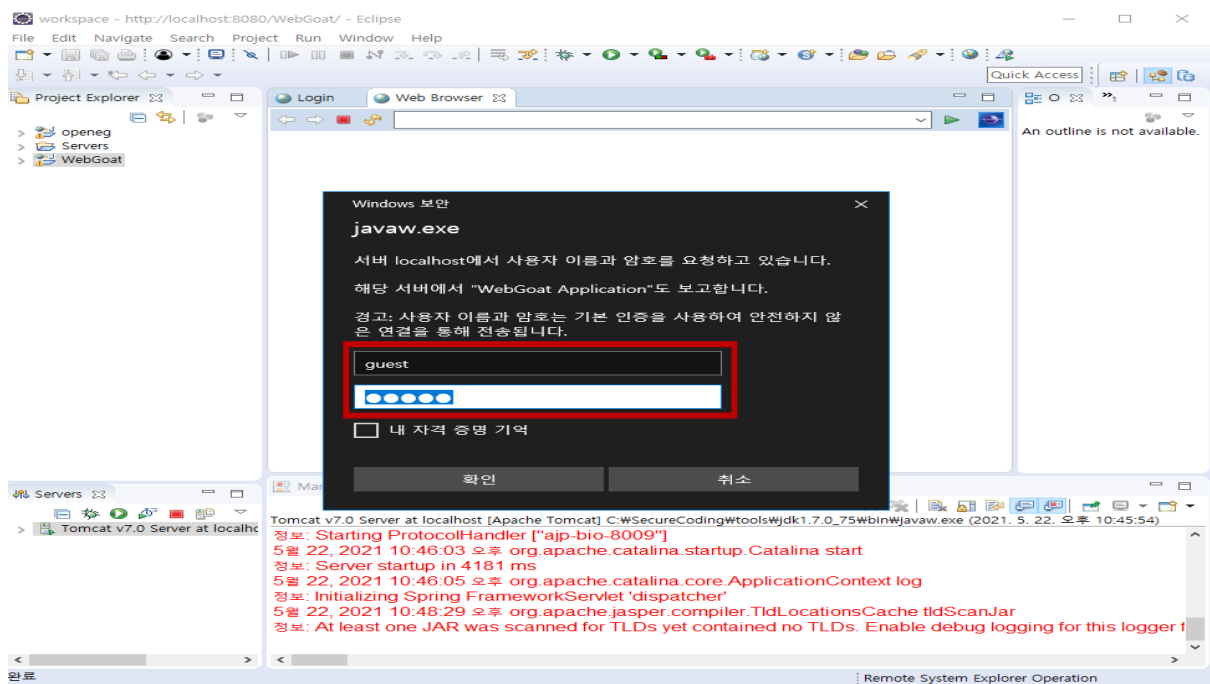 workspace - http://localhost:8080/WebGoat/ - Eclipse
File Edit Navigate Search Project Run Window Help
Quick Access
Project Explorer
Login
Web Browser
openeg
Servers
WebGoat
An outline is not available.
Windows 보안
javaw.exe
서버 localhost에서 사용자 이름과 암호를 요청하고 있습니다.
해당 서버에서 "WebGoat Application"도 보고합니다.
경고: 사용자 이름과 암호는 기본 인증을 사용하여 안전하지 않
은 연결을 통해 전송됩니다.
guest
●●●●●
내 자격 증명 기억
확인 취소
Servers
Tomcat v7.0 Server at localhc
Mar
Tomcat v7.0 Server at localhost [Apache Tomcat] C:₩SecureCoding₩tools₩jdk1.7.0_75₩bin₩javaw.exe (2021. 5. 22. 오후 10:45:54)
정보: Starting ProtocolHandler ["ajp-bio-8009"]
5월 22, 2021 10:46:03 오후 org.apache.catalina.startup.Catalina start
정보: Server startup in 4181 ms
5월 22, 2021 10:46:05 오후 org.apache.catalina.core.ApplicationContext log
정보: Initializing Spring FrameworkServlet 'dispatcher'
5월 22, 2021 10:48:29 오후 org.apache.jasper.compiler.TldLocationsCache tldScanJar
정보: At least one JAR was scanned for TLDs yet contained no TLDs. Enable debug logging for this logger f
완료
Remote System Explorer Operation